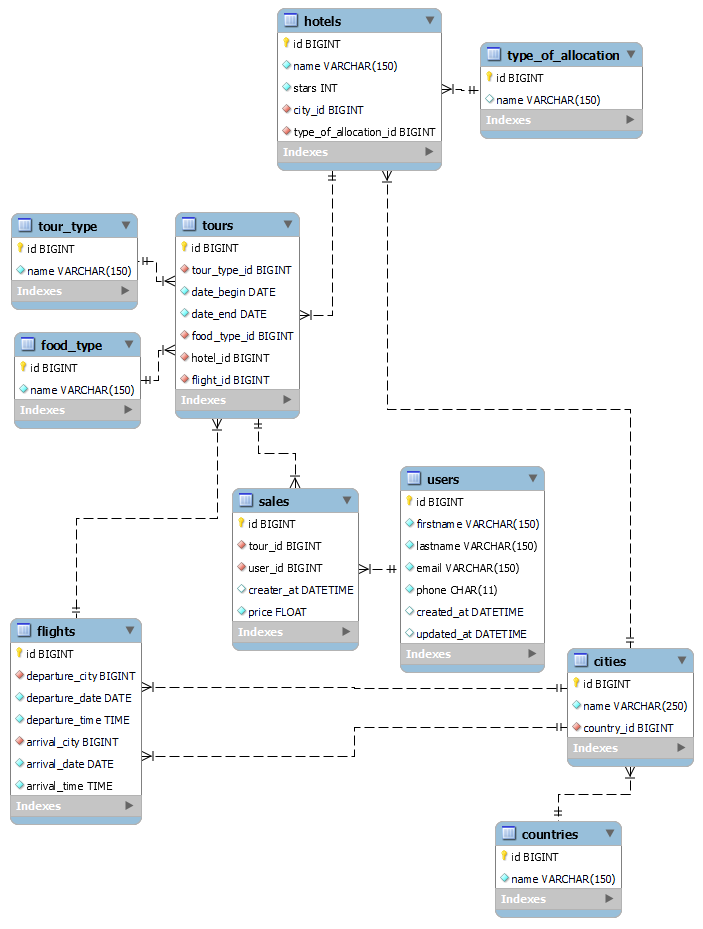 hotels
id BIGINT
name VARCHAR(150)
stars INT
city_id BIGINT
type_of_allocation_id BIGINT
Indexes
type_of_allocation
id BIGINT
name VARCHAR(150)
Indexes
tour_type
id BIGINT
name VARCHAR(150)
Indexes
tours
id BIGINT
tour_type_id BIGINT
date_begin DATE
date_end DATE
food_type_id BIGINT
hotel_id BIGINT
flight_id BIGINT
Indexes
food_type
id BIGINT
name VARCHAR(150)
Indexes
sales
id BIGINT
tour_id BIGINT
user_id BIGINT
creater_at DATETIME
price FLOAT
Indexes
users
id BIGINT
firstname VARCHAR(150)
lastname VARCHAR(150)
email VARCHAR(150)
phone CHAR(11)
created_at DATETIME
updated_at DATETIME
Indexes
flights
id BIGINT
departure_city BIGINT
departure_date DATE
departure_time TIME
arrival_city BIGINT
arrival_date DATE
arrival_time TIME
Indexes
cities
id BIGINT
name VARCHAR(250)
country_id BIGINT
Indexes
countries
id BIGINT
name VARCHAR(150)
Indexes